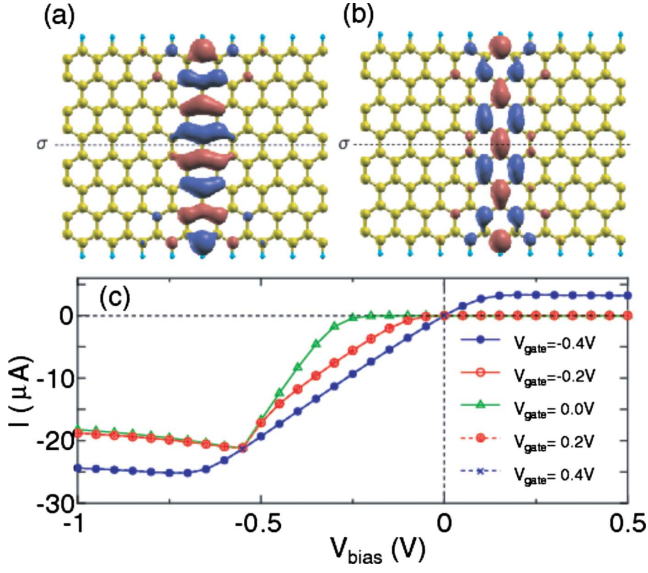 (a)
(b)
σ
σ
(c)
0
-10
-20
-30
I (μA)
-1
-0.5
0
0.5
V_bias (V)
V_gate=-0.4V
V_gate=-0.2V
V_gate= 0.0V
V_gate= 0.2V
V_gate= 0.4V